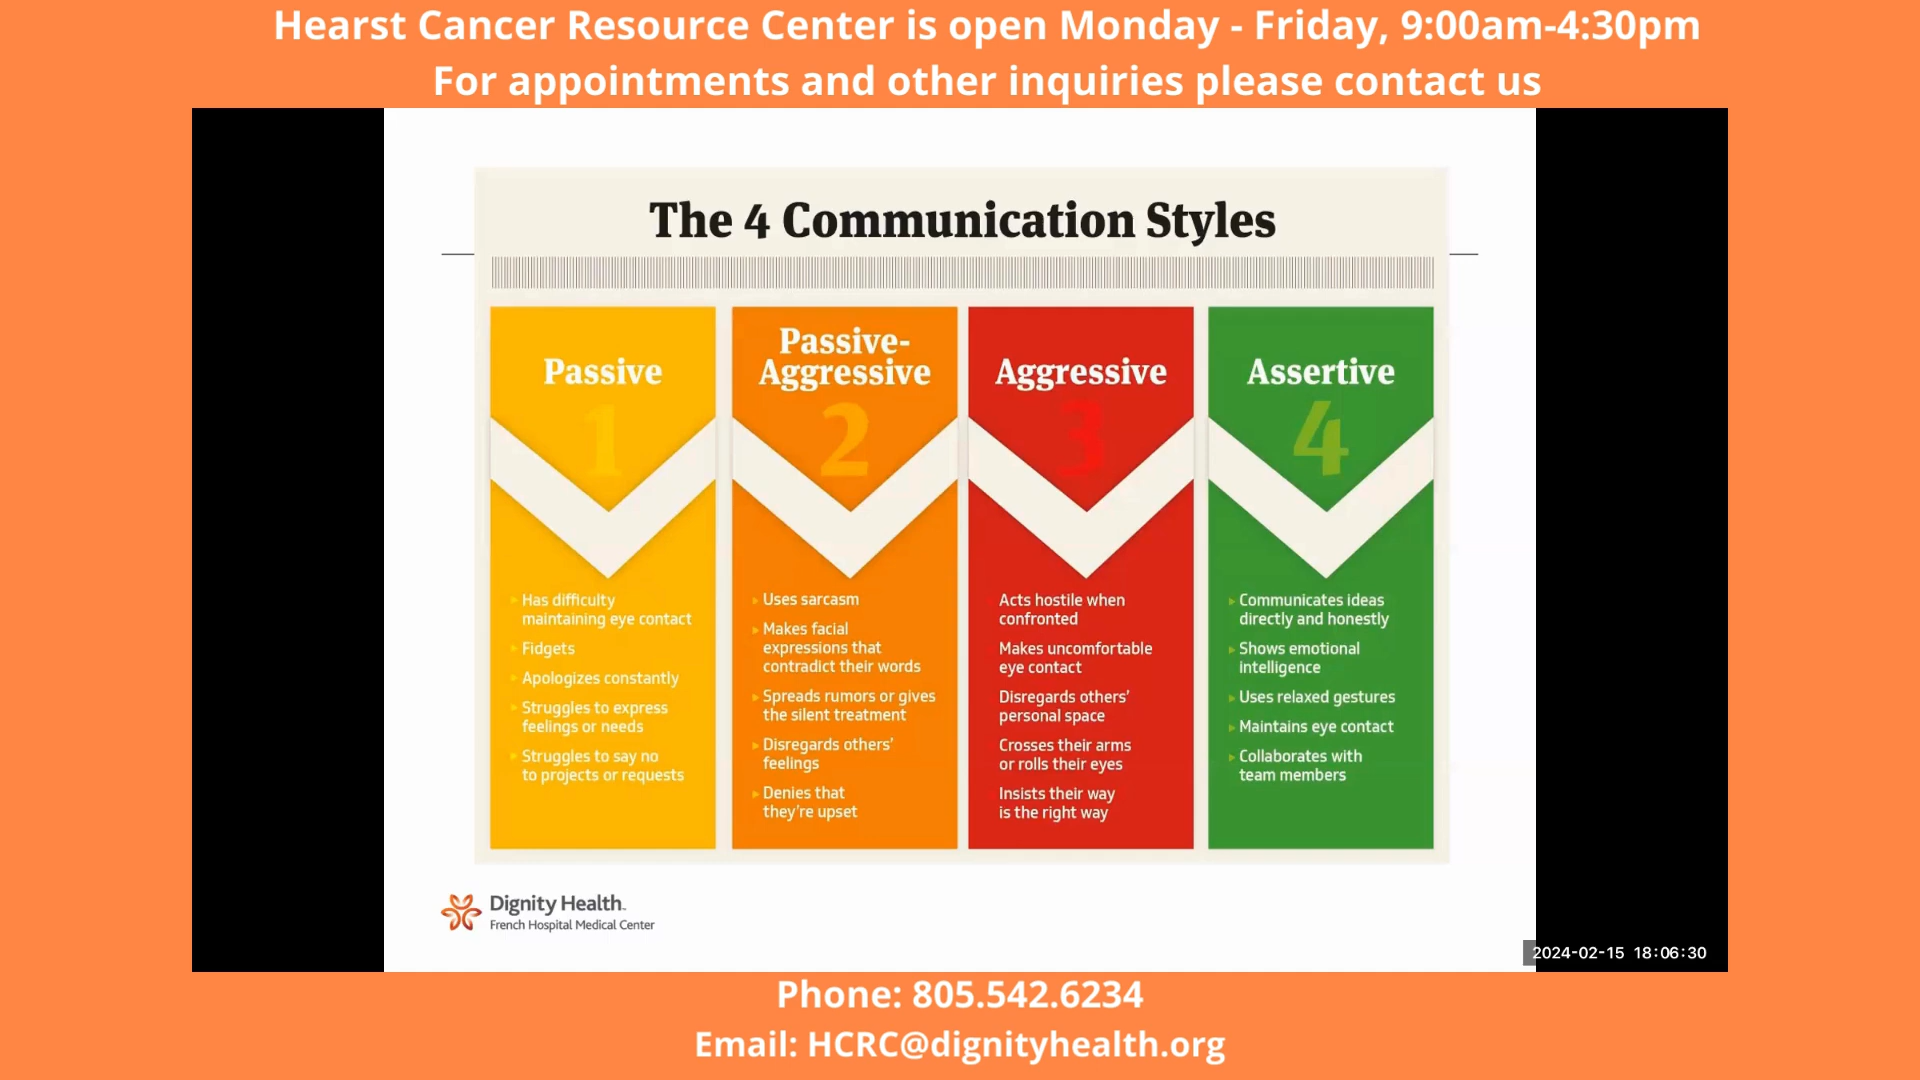 Hearst Cancer Resource Center is open Monday - Friday, 9:00am-4:30pm
For appointments and other inquiries please contact us
The 4 Communication Styles
Passive
1
Has difficulty
maintaining eye contact
Fidgets
Apologizes constantly
Struggles to express
feelings or needs
Struggles to say no
to projects or requests
Passive-
Aggressive
2
Uses sarcasm
Makes facial
expressions that
contradict their words
Spreads rumors or gives
the silent treatment
Disregards others’
feelings
Denies that
they’re upset
Aggressive
3
Acts hostile when
confronted
Makes uncomfortable
eye contact
Disregards others’
personal space
Crosses their arms
or rolls their eyes
Insists their way
is the right way
Assertive
4
Communicates ideas
directly and honestly
Shows emotional
intelligence
Uses relaxed gestures
Maintains eye contact
Collaborates with
team members
Dignity Health™
French Hospital Medical Center
2024-02-15 18:06:30
Phone: 805.542.6234
Email: HCRC@dignityhealth.org